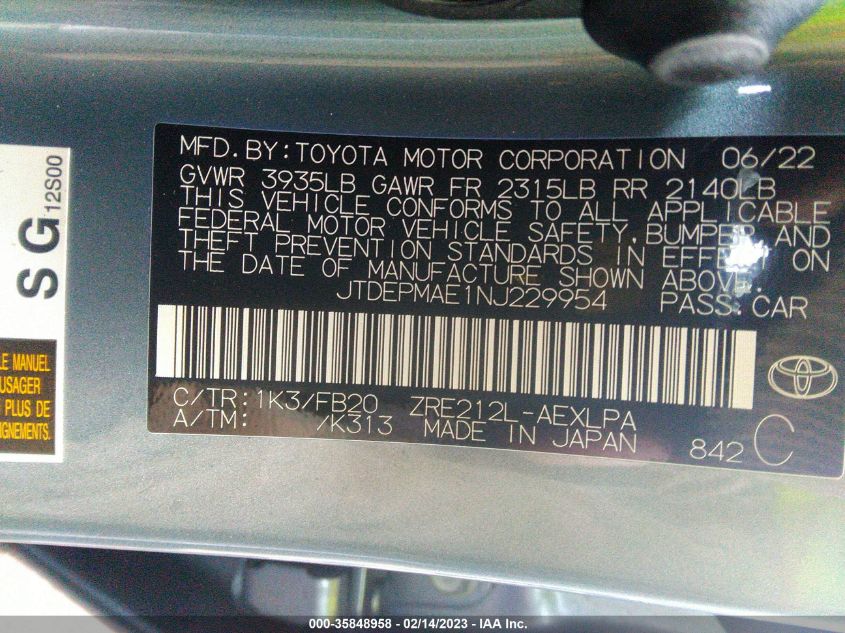 MFD.BY:TOYOTA MOTOR CORPORATION 06/22
GVWR 3935LB GAWR FR 2315LB RR 2140LB
THIS VEHICLE CONFORMS TO ALL APPLICABLE
FEDERAL MOTOR VEHICLE SAFETY,BUMPER AND
THEFT PREVENTION STANDARDS IN EFFECT ON
THE DATE OF MANUFACTURE SHOWN ABOVE.
JTDEPMAE1NJ229954 PASS.CAR
C/TR:1K3/FB20 ZRE212L-AEXLPA
A/TM: /K313 MADE IN JAPAN 842 C
SG 12S00
LE MANUEL
USAGER
PLUS DE
IGNEMENTS.
000-35848958 - 02/14/2023 - IAA Inc.